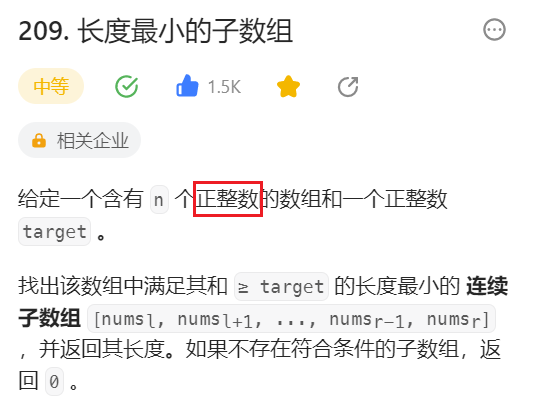 209. 长度最小的子数组
中等
1.5K
相关企业
给定一个含有 n 个正整数的数组和一个正整数
target 。
找出该数组中满足其和 ≥ target 的长度最小的 连续
子数组 [numsl, numsl+1, ..., numsr-1, numsr]
，并返回其长度。如果不存在符合条件的子数组，返
回 0 。